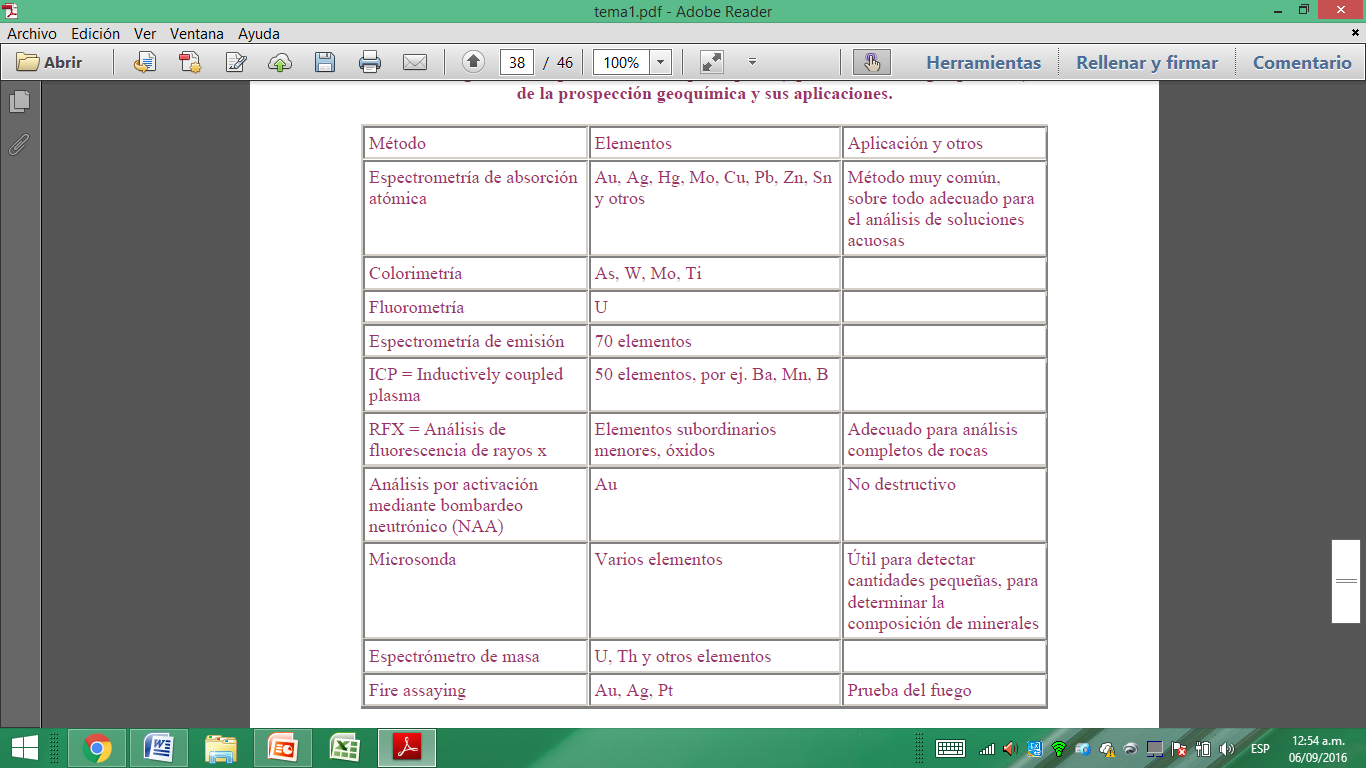 tema1.pdf - Adobe Reader
Archivo Edición Ver Ventana Ayuda
Abrir 38 / 46 100% Herramientas Rellenar y firmar Comentario
de la prospección geoquímica y sus aplicaciones.
Método Elementos Aplicación y otros
Espectrometría de absorción Au, Ag, Hg, Mo, Cu, Pb, Zn, Sn Método muy común,
atómica y otros sobre todo adecuado para
el análisis de soluciones
acuosas
Colorimetría As, W, Mo, Ti
Fluorometría U
Espectrometría de emisión 70 elementos
ICP = Inductively coupled 50 elementos, por ej. Ba, Mn, B
plasma
RFX = Análisis de Elementos subordinarios Adecuado para análisis
fluorescencia de rayos x menores, óxidos completos de rocas
Análisis por activación Au No destructivo
mediante bombardeo
neutrónico (NAA)
Microsonda Varios elementos Útil para detectar
cantidades pequeñas, para
determinar la
composición de minerales
Espectrómetro de masa U, Th y otros elementos
Fire assaying Au, Ag, Pt Prueba del fuego
ESP 12:54 a.m.
06/09/2016